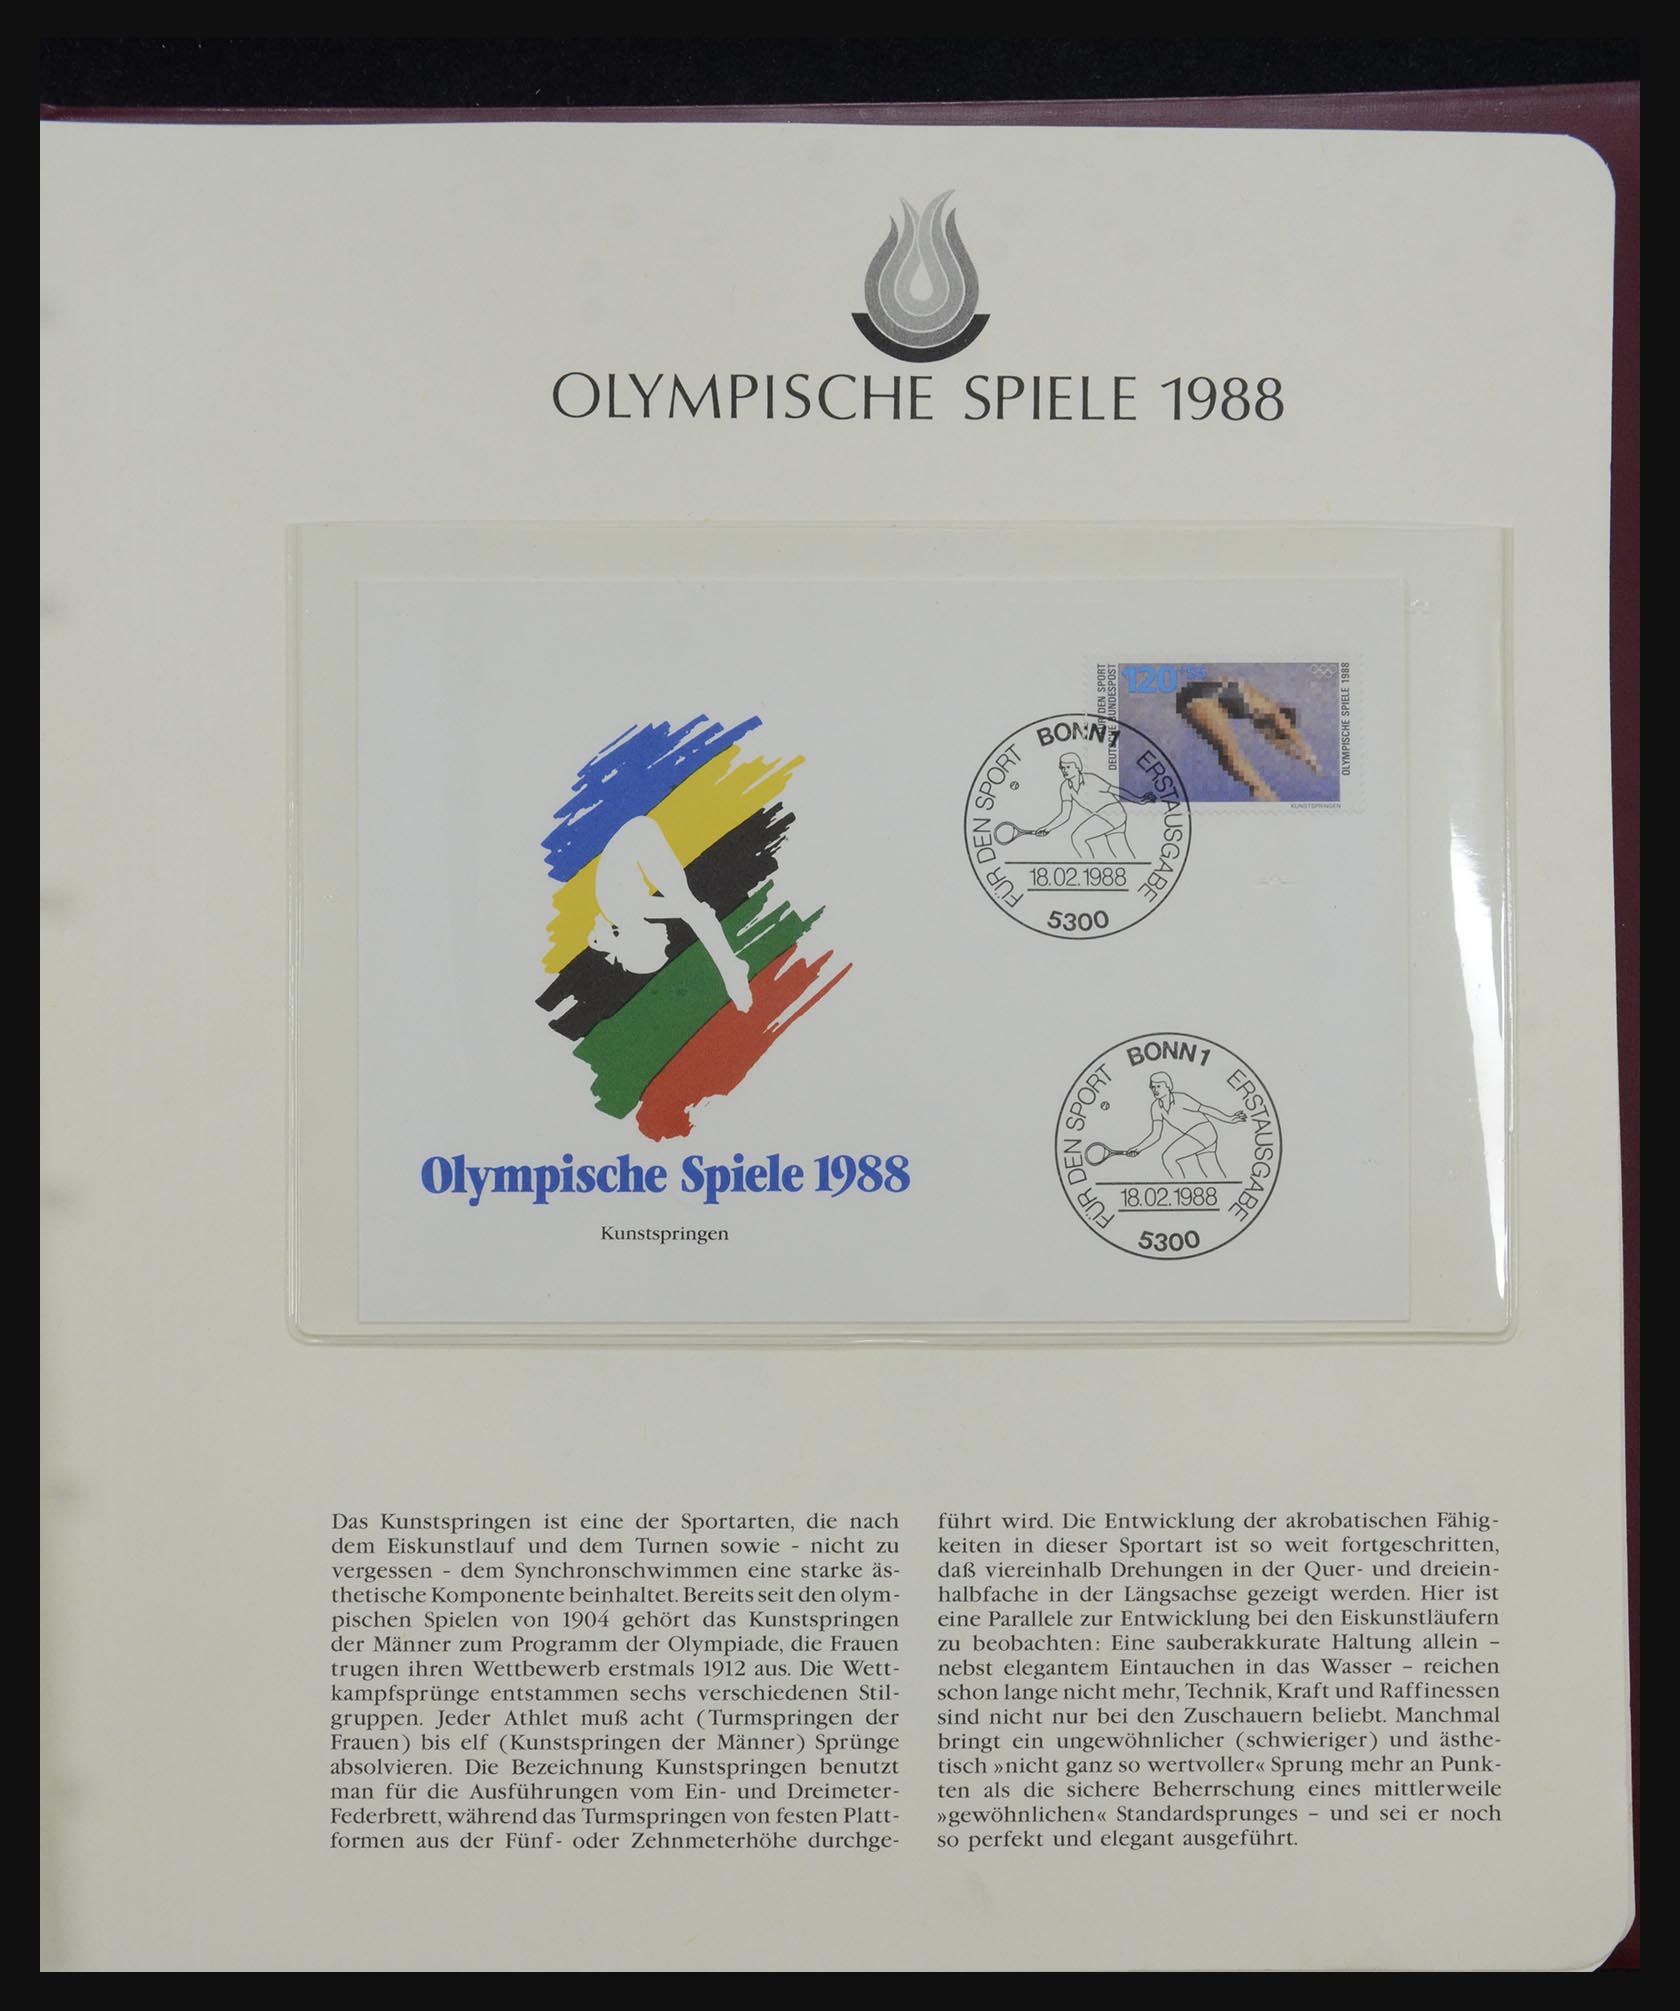 OLYMPISCHE SPIELE 1988
FÜR DEN SPORT
DEUTSCHE BUNDESPOST
120+55
OLYMPISCHE SPIELE 1988
KUNSTSPRINGEN
BONN 1
FÜR DEN SPORT
ERSTAUSGABE
18.02.1988
5300
BONN 1
FÜR DEN SPORT
ERSTAUSGABE
18.02.1988
5300
Olympische Spiele 1988
Kunstspringen
Das Kunstspringen ist eine der Sportarten, die nach
dem Eiskunstlauf und dem Turnen sowie - nicht zu
vergessen - dem Synchronschwimmen eine starke äs-
thetische Komponente beinhaltet. Bereits seit den olym-
pischen Spielen von 1904 gehört das Kunstspringen
der Männer zum Programm der Olympiade, die Frauen
trugen ihren Wettbewerb erstmals 1912 aus. Die Wett-
kampfsprünge entstammen sechs verschiedenen Stil-
gruppen. Jeder Athlet muß acht (Turmspringen der
Frauen) bis elf (Kunstspringen der Männer) Sprünge
absolvieren. Die Bezeichnung Kunstspringen benutzt
man für die Ausführungen vom Ein- und Dreimeter-
Federbrett, während das Turmspringen von festen Platt-
formen aus der Fünf- oder Zehnmeterhöhe durchge-
führt wird. Die Entwicklung der akrobatischen Fähig-
keiten in dieser Sportart ist so weit fortgeschritten,
daß viereinhalb Drehungen in der Quer- und dreiein-
halbfache in der Längsachse gezeigt werden. Hier ist
eine Parallele zur Entwicklung bei den Eiskunstläufern
zu beobachten: Eine sauberakkurate Haltung allein –
nebst elegantem Eintauchen in das Wasser – reichen
schon lange nicht mehr, Technik, Kraft und Raffinessen
sind nicht nur bei den Zuschauern beliebt. Manchmal
bringt ein ungewöhnlicher (schwieriger) und ästhe-
tisch »nicht ganz so wertvoller« Sprung mehr an Punk-
ten als die sichere Beherrschung eines mittlerweile
»gewöhnlichen« Standardsprunges – und sei er noch
so perfekt und elegant ausgeführt.